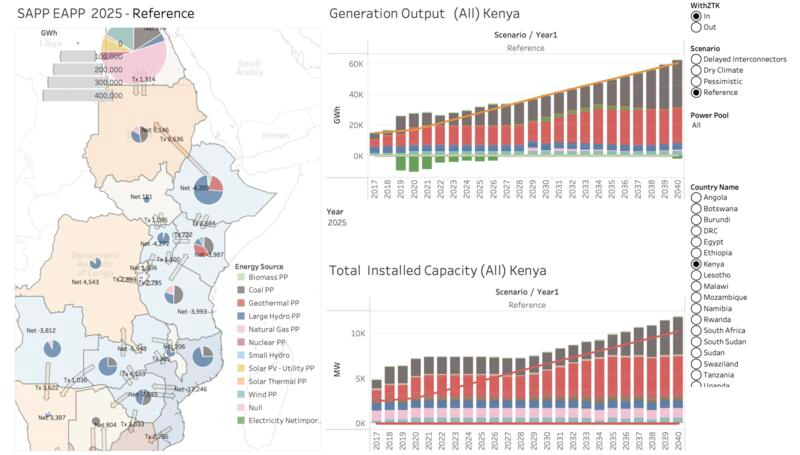 SAPP EAPP 2025 - Reference
GWh
100,000
200,000
300,000
400,000
0
Libya
Saudi
Arabia
Yemen
Tx 1,314
Net 9,146
Tx 9,636
Net -4,209
Net 181
Tx 1,095
Tx 2,684
Tx 722
Net -4,272
Net -3,987
Tx 1,100
Net 1,906
Tx 2,893
Tx 2,795
Democratic
Republic
of Congo
Net 4,543
Net -3,993
Net -3,812
Net -5,948
Tx 4,169
Tx 1,036
Tx 3,622
Net -17,246
Net 3,397
Net 804
Tx 3,033
Energy Source
Biomass PP
Coal PP
Geothermal PP
Large Hydro PP
Natural Gas PP
Nuclear PP
Small Hydro
Solar PV - Utility PP
Solar Thermal PP
Wind PP
Null
Electricity NetImpor..
Generation Output (All) Kenya
Scenario / Year1
Reference
GWh
60K
40K
20K
0K
2017 2018 2019 2020 2021 2022 2023 2024 2025 2026 2027 2028 2029 2030 2031 2032 2033 2034 2035 2036 2037 2038 2039 2040
Year
2025
Total Installed Capacity (All) Kenya
Scenario / Year1
Reference
MW
10K
5K
0K
2017 2018 2019 2020 2021 2022 2023 2024 2025 2026 2027 2028 2029 2030 2031 2032 2033 2034 2035 2036 2037 2038 2039 2040
WithZTK
In
Out
Scenario
Delayed Interconnectors
Dry Climate
Pessimistic
Reference
Power Pool
All
Country Name
Angola
Botswana
Burundi
DRC
Egypt
Ethiopia
Kenya
Lesotho
Malawi
Mozambique
Namibia
Rwanda
South Africa
South Sudan
Sudan
Swaziland
Tanzania
Uganda